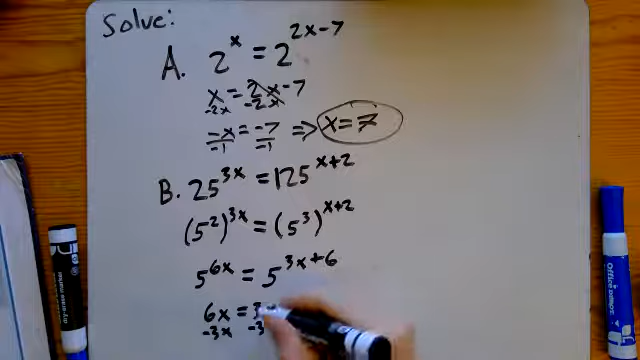 Solve:
A. 2^x = 2^(2x-7)
x = 2x - 7
-2x -2x
-x = -7 => x = 7
-1 -1
B. 25^(3x) = 125^(x+2)
(5^2)^(3x) = (5^3)^(x+2)
5^(6x) = 5^(3x+6)
6x = 3
-3x -3